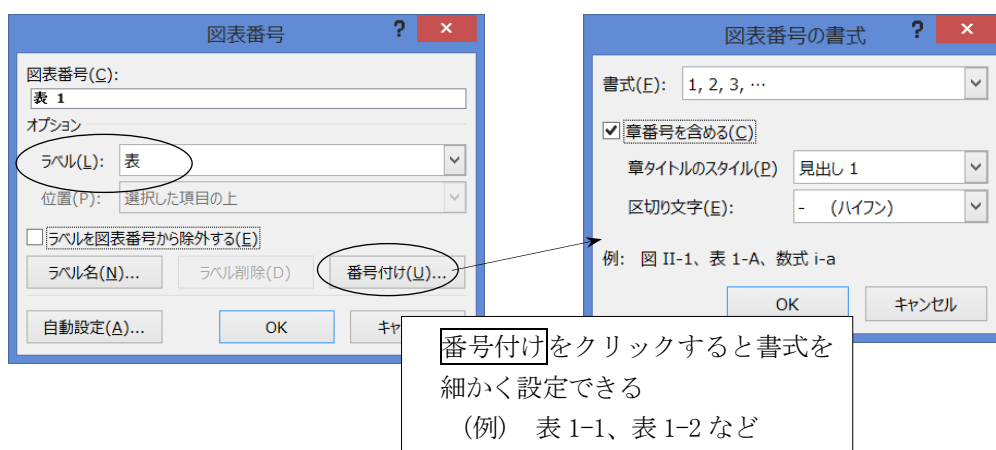 図表番号 ? ×
図表番号(C):
表 1
オプション
ラベル(L): 表
位置(P): 選択した項目の上
ラベルを図表番号から除外する(E)
ラベル名(N)... ラベル削除(D) 番号付け(U)...
自動設定(A)... OK キャ
図表番号の書式 ? ×
書式(F): 1, 2, 3, …
章番号を含める(C)
章タイトルのスタイル(P) 見出し 1
区切り文字(E): - (ハイフン)
例: 図 II-1、表 1-A、数式 i-a
OK キャンセル
番号付けをクリックすると書式を
細かく設定できる
(例) 表 1-1、表 1-2 など